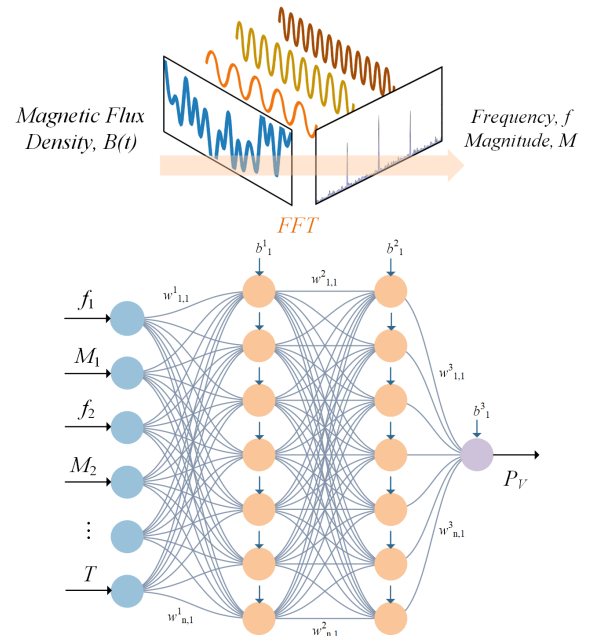 Magnetic Flux
Density, B(t)
Frequency, f
Magnitude, M
FFT
b¹₁
b²₁
w¹₁,₁
w²₁,₁
f₁
M₁
w³₁,₁
f₂
b³₁
M₂
P_V
⋮
w³ₙ,₁
T
w¹ₙ,₁
w²ₙ,₁